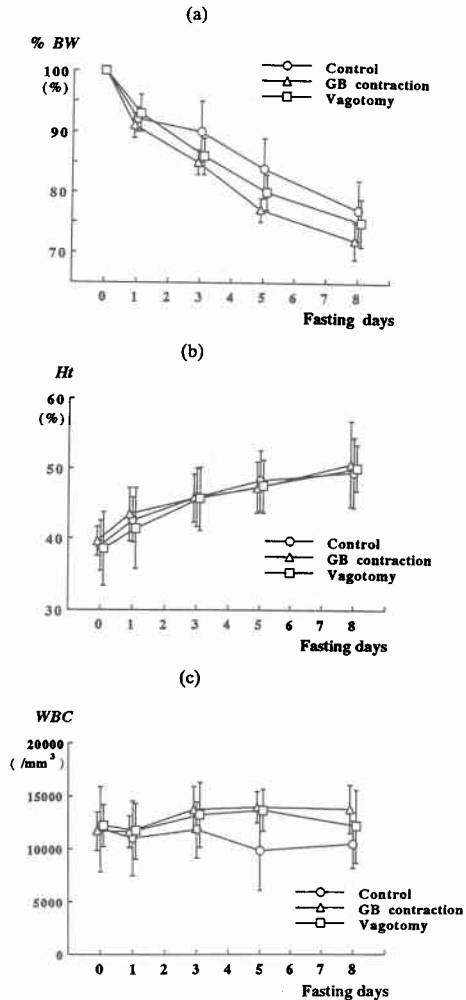 (a)
% BW
100
(%)
90
80
70
Control
GB contraction
Vagotomy
0 1 2 3 4 5 6 7 8
Fasting days
(b)
Ht
60
(%)
50
40
30
Control
GB contraction
Vagotomy
0 1 2 3 4 5 6 7 8
Fasting days
(c)
WBC
20000
( /mm³ )
15000
10000
5000
0
Control
GB contraction
Vagotomy
0 1 2 3 4 5 6 7 8
Fasting days